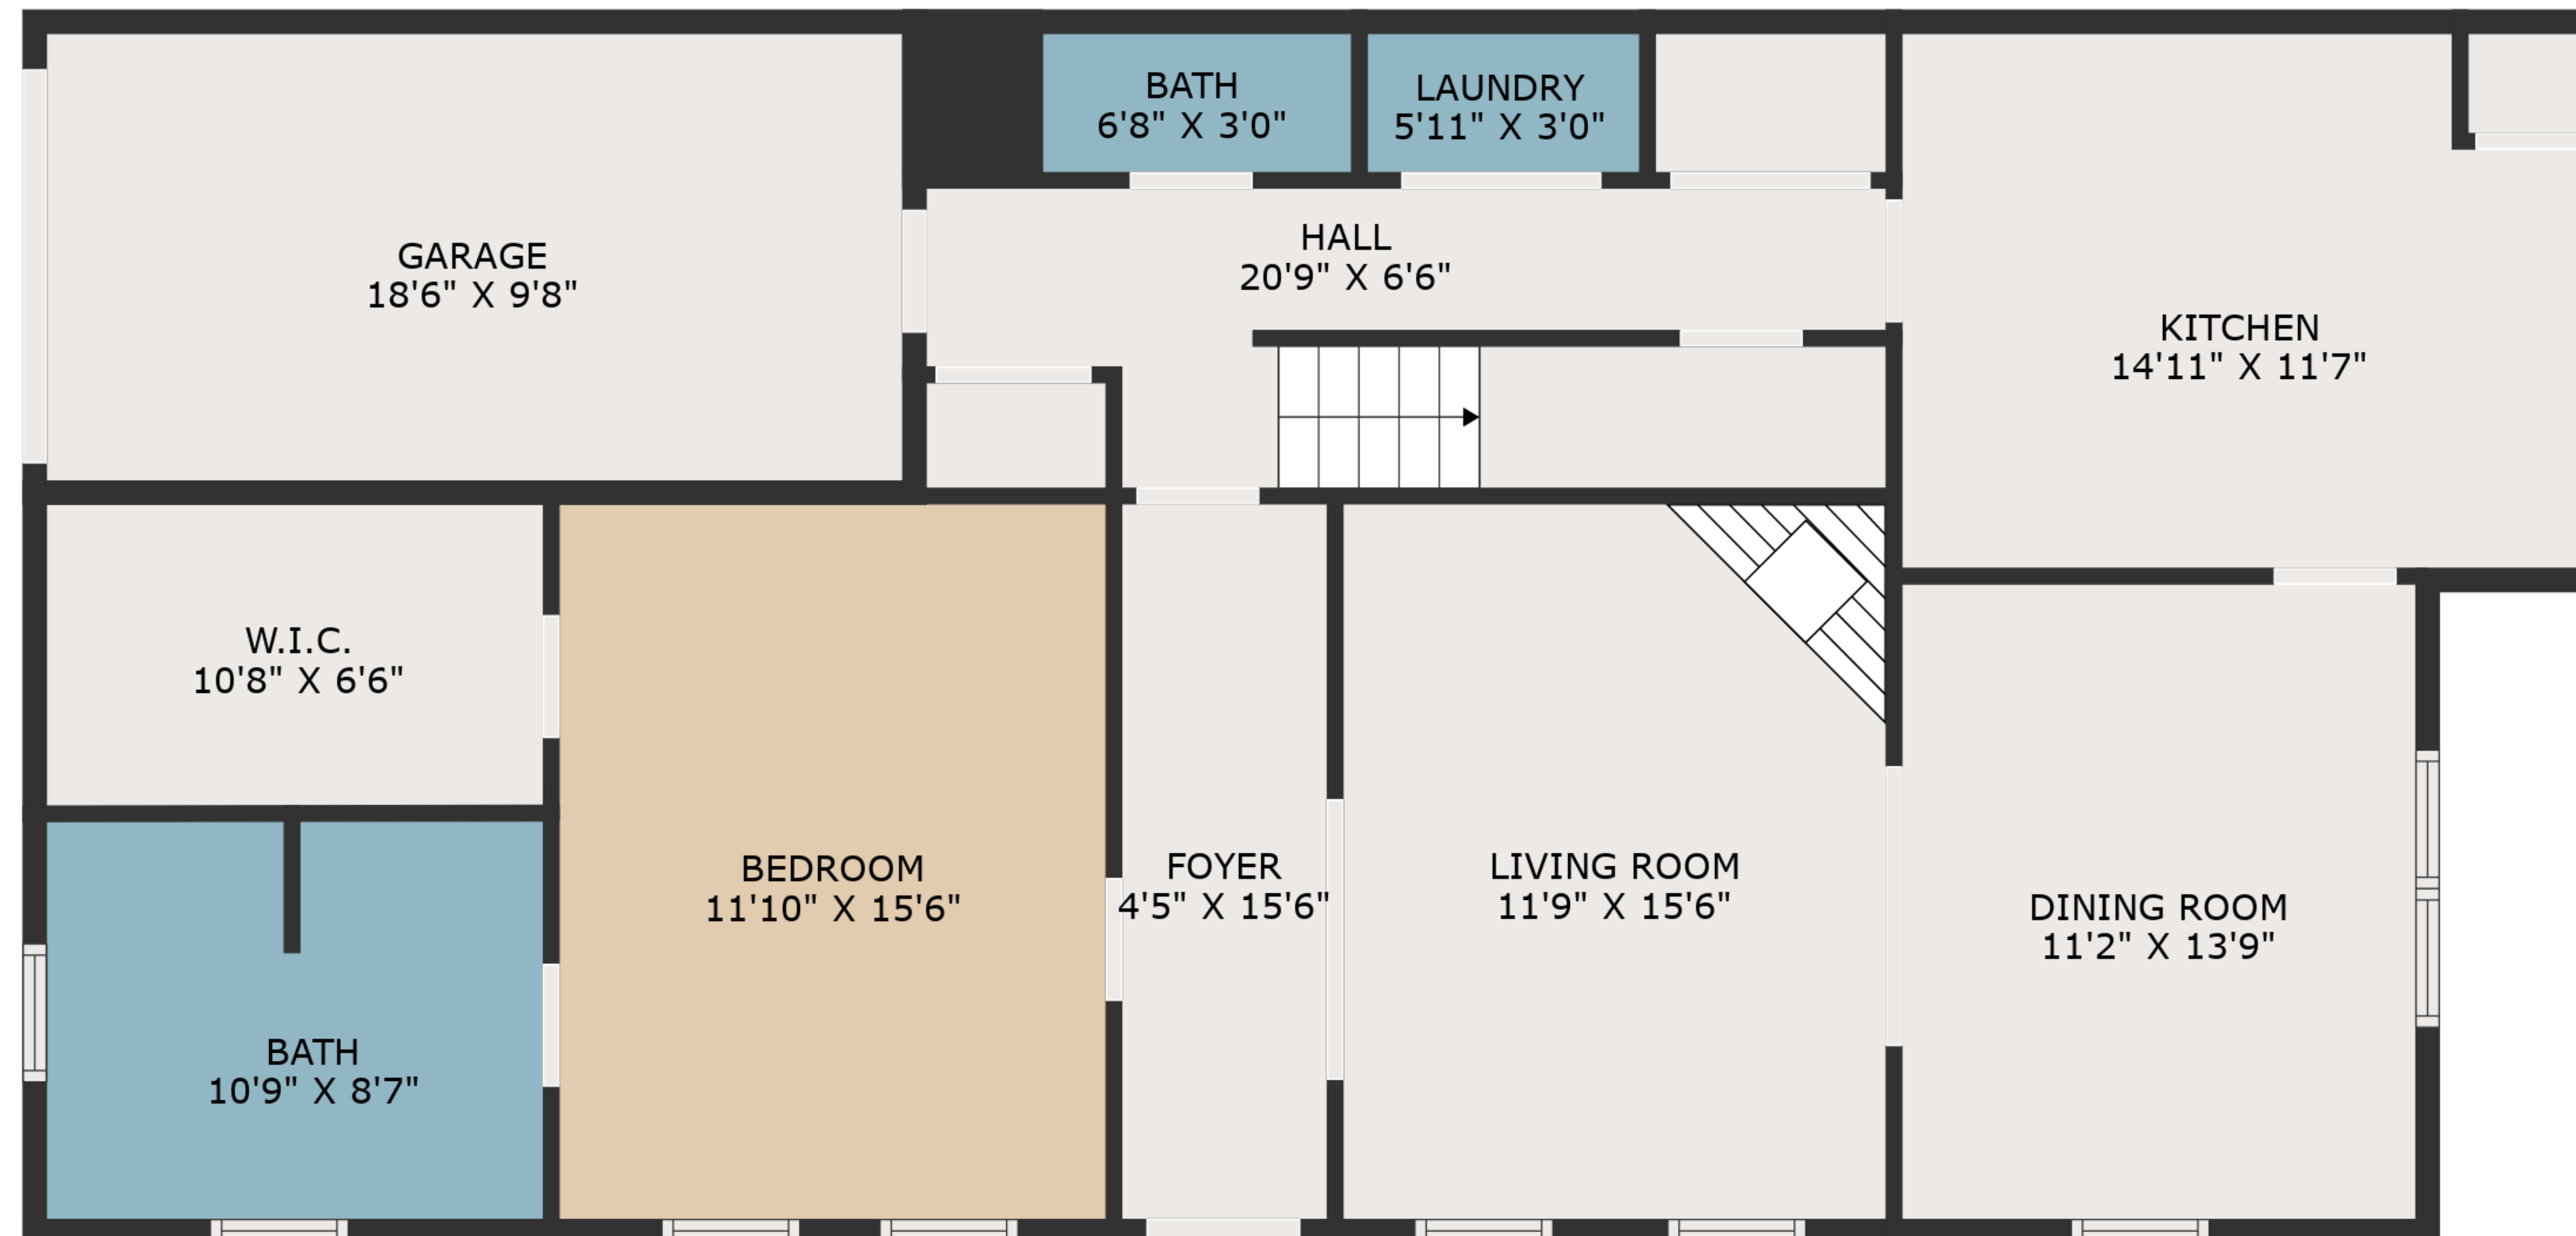 BATH
6'8" X 3'0"
LAUNDRY
5'11" X 3'0"
GARAGE
18'6" X 9'8"
HALL
20'9" X 6'6"
KITCHEN
14'11" X 11'7"
W.I.C.
10'8" X 6'6"
BEDROOM
11'10" X 15'6"
FOYER
4'5" X 15'6"
LIVING ROOM
11'9" X 15'6"
DINING ROOM
11'2" X 13'9"
BATH
10'9" X 8'7"